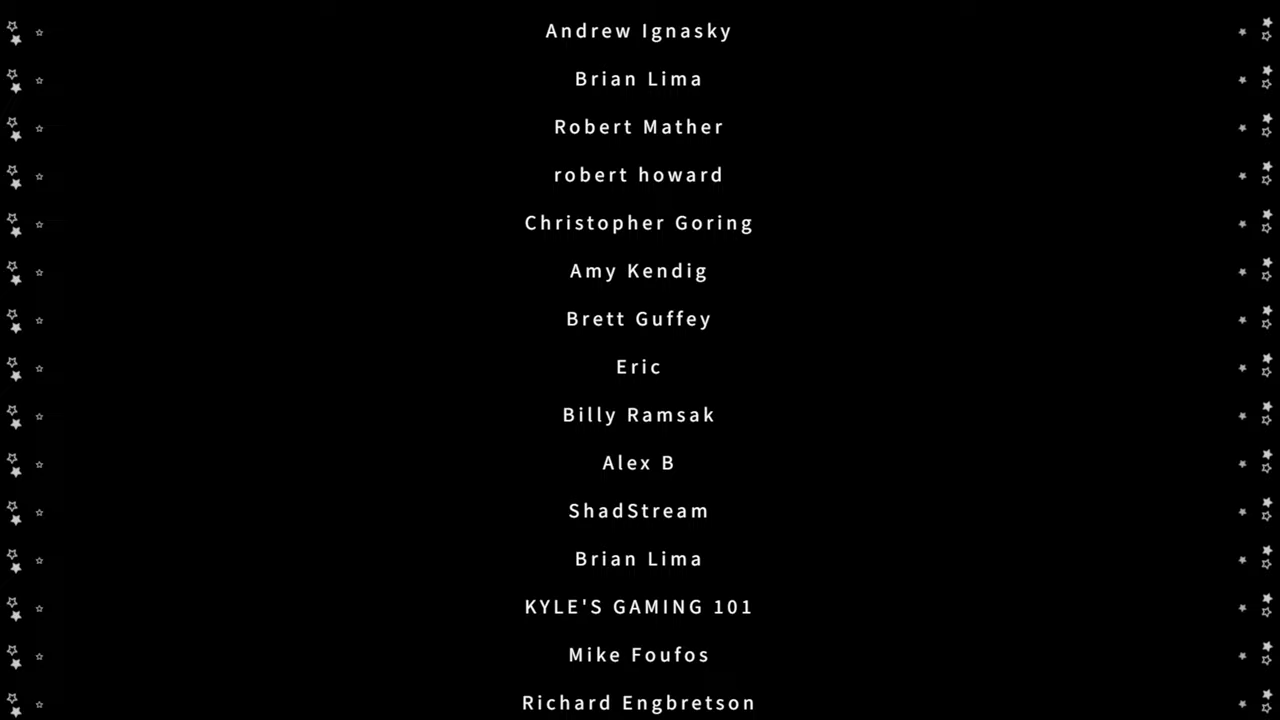 Andrew Ignasky
Brian Lima
Robert Mather
robert howard
Christopher Goring
Amy Kendig
Brett Guffey
Eric
Billy Ramsak
Alex B
ShadStream
Brian Lima
KYLE'S GAMING 101
Mike Foufos
Richard Engbretson